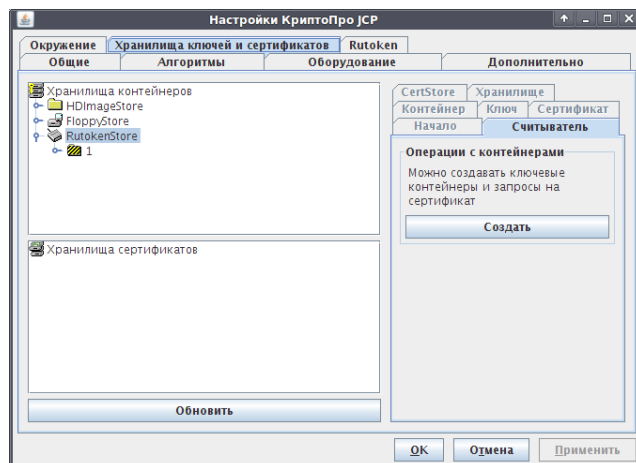 Настройки КриптоПро JCP
Окружение Хранилища ключей и сертификатов Rutoken
Общие Алгоритмы Оборудование Дополнительно
Хранилища контейнеров
HDImageStore
FloppyStore
RutokenStore
1
Хранилища сертификатов
Обновить
CertStore Хранилище
Контейнер Ключ Сертификат
Начало Считыватель
Операции с контейнерами
Можно создавать ключевые
контейнеры и запросы на
сертификат
Создать
OK Отмена Применить